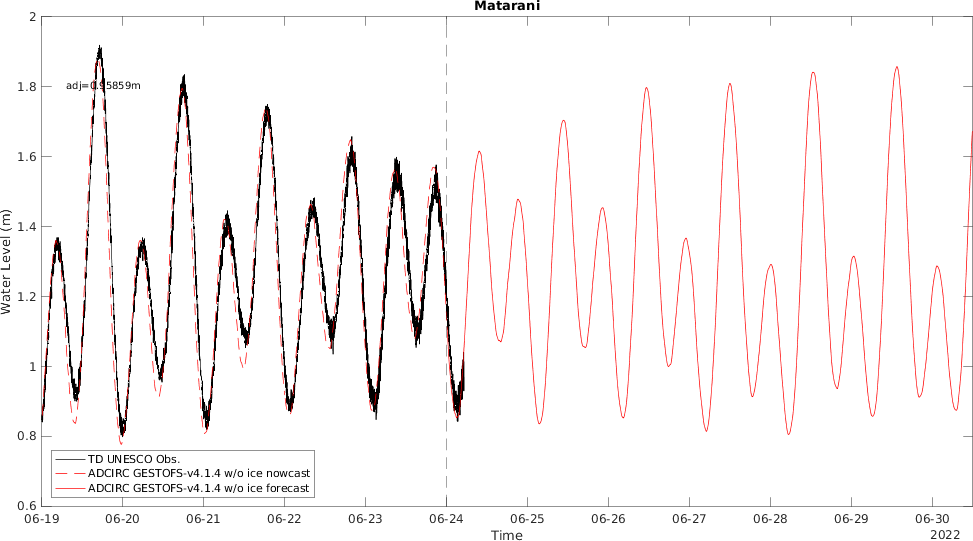 Matarani
2
1.8
1.6
1.4
1.2
1
0.8
0.6
Water Level (m)
adj=0.95859m
TD UNESCO Obs.
ADCIRC GESTOFS-v4.1.4 w/o ice nowcast
ADCIRC GESTOFS-v4.1.4 w/o ice forecast
06-19 06-20 06-21 06-22 06-23 06-24 06-25 06-26 06-27 06-28 06-29 06-30
Time
2022